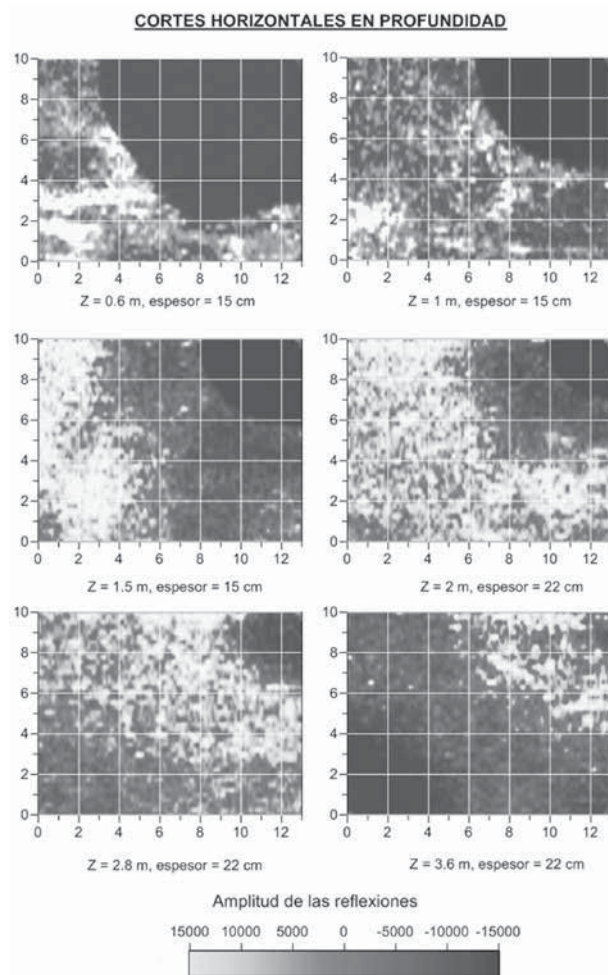 CORTES HORIZONTALES EN PROFUNDIDAD
10
8
6
4
2
0
0 2 4 6 8 10 12
Z = 0.6 m, espesor = 15 cm
10
8
6
4
2
0
0 2 4 6 8 10 12
Z = 1 m, espesor = 15 cm
10
8
6
4
2
0
0 2 4 6 8 10 12
Z = 1.5 m, espesor = 15 cm
10
8
6
4
2
0
0 2 4 6 8 10 12
Z = 2 m, espesor = 22 cm
10
8
6
4
2
0
0 2 4 6 8 10 12
Z = 2.8 m, espesor = 22 cm
10
8
6
4
2
0
0 2 4 6 8 10 12
Z = 3.6 m, espesor = 22 cm
Amplitud de las reflexiones
15000 10000 5000 0 -5000 -10000 -15000